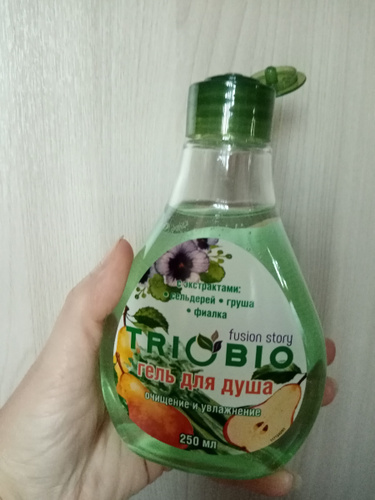 с экстрактами:
сельдерей • груша
• фиалка
fusion story
TRIOBIO
гель для душа
очищение и увлажнение
250 мл